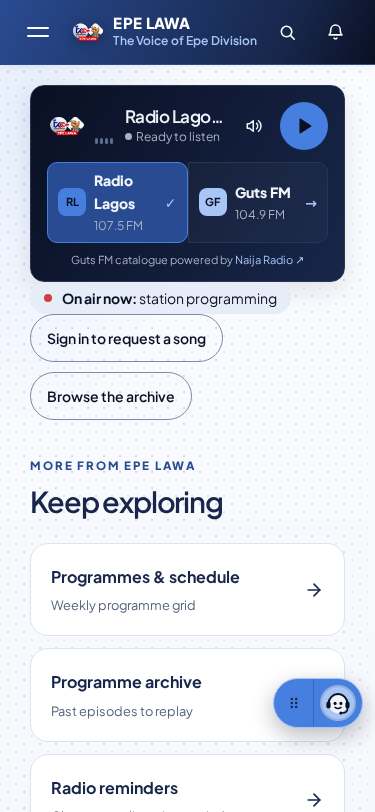 EPE LAWA
The Voice of Epe Division
Radio Lago...
Ready to listen
RL
Radio
Lagos
✓
107.5 FM
GF
Guts FM
104.9 FM
→
Guts FM catalogue powered by Naija Radio ↗
On air now: station programming
Sign in to request a song
Browse the archive
MORE FROM EPE LAWA
Keep exploring
Programmes & schedule
Weekly programme grid
Programme archive
Past episodes to replay
Radio reminders